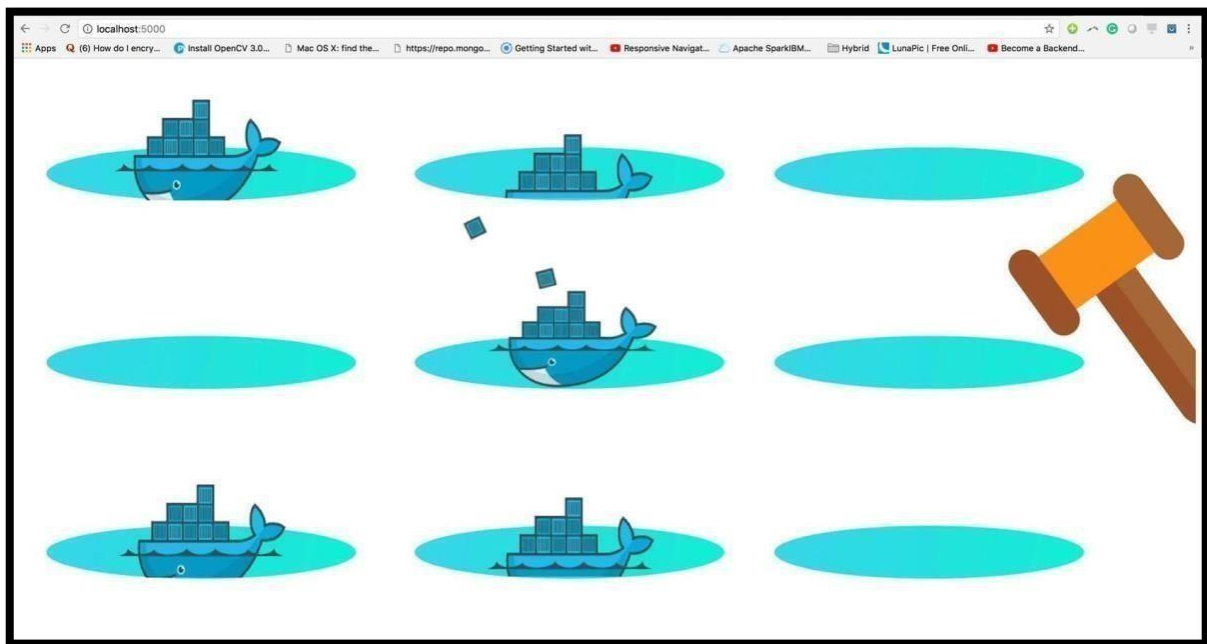 localhost:5000
Apps (6) How do I encry... Install OpenCV 3.0... Mac OS X: find the... https://repo.mongo... Getting Started wit... Responsive Navigat... Apache SparkIBM... Hybrid LunaPic | Free Onli... Become a Backend... »